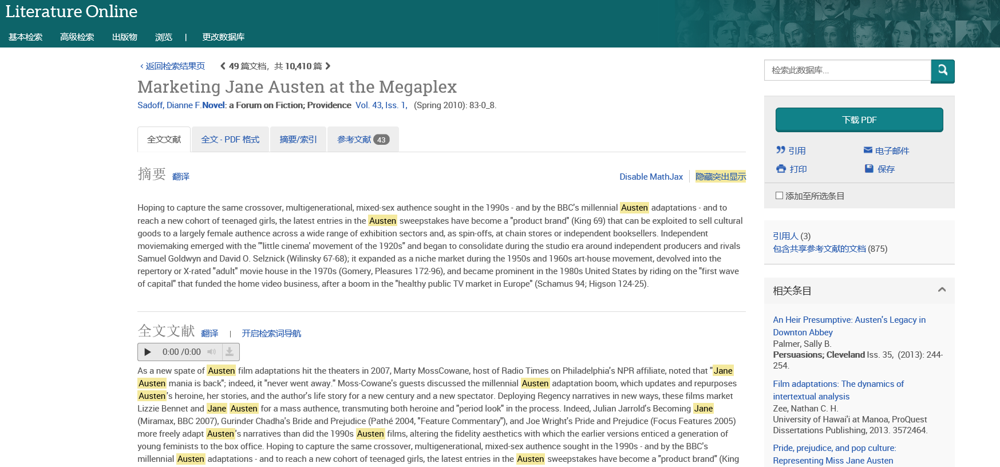 Literature Online
基本检索 高级检索 出版物 浏览 | 更改数据库
‹ 返回检索结果页 49 篇文档，共 10,410 篇
Marketing Jane Austen at the Megaplex
Sadoff, Dianne F.Novel: a Forum on Fiction; Providence Vol. 43, Iss. 1, (Spring 2010): 83-0_8.
全文文献 全文 - PDF 格式 摘要/索引 参考文献 43
摘要 翻译 Disable MathJax 隐藏突出显示
Hoping to capture the same crossover, multigenerational, mixed-sex authence sought in the 1990s - and by the BBC's millennial Austen adaptations - and to
reach a new cohort of teenaged girls, the latest entries in the Austen sweepstakes have become a "product brand" (King 69) that can be exploited to sell cultural
goods to a largely female authence across a wide range of exhibition sectors and, as spin-offs, at chain stores or independent booksellers. Independent
moviemaking emerged with the "'little cinema' movement of the 1920s" and began to consolidate during the studio era around independent producers and rivals
Samuel Goldwyn and David O. Selznick (Wilinsky 67-68); it expanded as a niche market during the 1950s and 1960s art-house movement, devolved into the
repertory or X-rated "adult" movie house in the 1970s (Gomery, Pleasures 172-96), and became prominent in the 1980s United States by riding on the "first wave
of capital" that funded the home video business, after a boom in the "healthy public TV market in Europe" (Schamus 94; Higson 124-25).
全文文献 翻译 | 开启检索词导航
0:00 /0:00
As a new spate of Austen film adaptations hit the theaters in 2007, Marty MossCowane, host of Radio Times on Philadelphia's NPR affiliate, noted that "Jane
Austen mania is back"; indeed, it "never went away." Moss-Cowane's guests discussed the millennial Austen adaptation boom, which updates and repurposes
Austen's heroine, her stories, and the author's life story for a new century and a new spectator. Deploying Regency narratives in new ways, these films market
Lizzie Bennet and Jane Austen for a mass authence, transmuting both heroine and "period look" in the process. Indeed, Julian Jarrold's Becoming Jane
(Miramax, BBC 2007), Gurinder Chadha's Bride and Prejudice (Pathé 2004, "Feature Commentary"), and Joe Wright's Pride and Prejudice (Focus Features 2005)
more freely adapt Austen's narratives than did the 1990s Austen films, altering the fidelity aesthetics with which the earlier versions enticed a generation of
young feminists to the box office. Hoping to capture the same crossover, multigenerational, mixed-sex authence sought in the 1990s - and by the BBC's
millennial Austen adaptations - and to reach a new cohort of teenaged girls, the latest entries in the Austen sweepstakes have become a "product brand" (King
检索此数据库...
下载 PDF
引用 电子邮件
打印 保存
添加至所选条目
引用人 (3)
包含共享参考文献的文档 (875)
相关条目
An Heir Presumptive: Austen's Legacy in
Downton Abbey
Palmer, Sally B.
Persuasions; Cleveland Iss. 35, (2013): 244-
254.
Film adaptations: The dynamics of
intertextual analysis
Zee, Nathan C. H.
University of Hawai'i at Manoa, ProQuest
Dissertations Publishing, 2013. 3572464.
Pride, prejudice, and pop culture:
Representing Miss Jane Austen